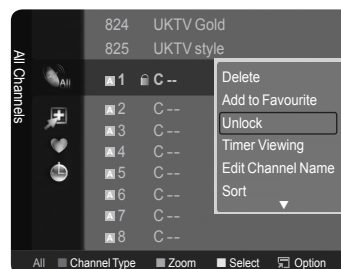 824 UKTV Gold
825 UKTV style
All Channels
All
A 1 C --
A 2 C --
A 3 C --
A 4 C --
A 5 C --
A 6 C --
A 7 C --
A 8 C --
Delete
Add to Favourite
Unlock
Timer Viewing
Edit Channel Name
Sort
All Channel Type Zoom Select Option